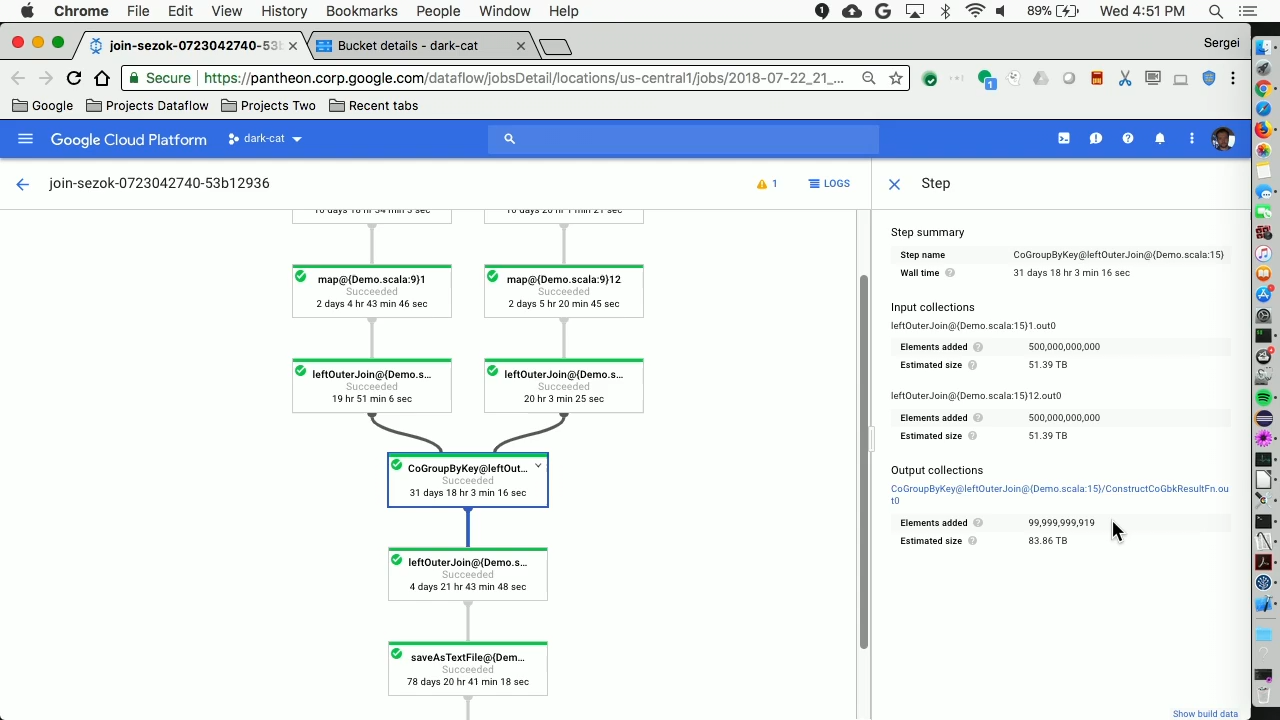 Chrome File Edit View History Bookmarks People Window Help 89% Wed 4:51 PM
join-sezok-0723042740-53b Bucket details - dark-cat Sergei
Secure https://pantheon.corp.google.com/dataflow/jobsDetail/locations/us-central1/jobs/2018-07-22_21_...
Google Projects Dataflow Projects Two Recent tabs
Google Cloud Platform dark-cat
join-sezok-0723042740-53b12936 1 LOGS Step
Step summary
Step name CoGroupByKey@leftOuterJoin@{Demo.scala:15}
Wall time 31 days 18 hr 3 min 16 sec
Input collections
leftOuterJoin@{Demo.scala:15}1.out0
Elements added 500,000,000,000
Estimated size 51.39 TB
leftOuterJoin@{Demo.scala:15}12.out0
Elements added 500,000,000,000
Estimated size 51.39 TB
Output collections
CoGroupByKey@leftOuterJoin@{Demo.scala:15}/ConstructCoGbkResultFn.ou
t0
Elements added 99,999,999,919
Estimated size 83.86 TB
Show build data
map@{Demo.scala:9}1
Succeeded
2 days 4 hr 43 min 46 sec
map@{Demo.scala:9}12
Succeeded
2 days 5 hr 20 min 45 sec
leftOuterJoin@{Demo.s...
Succeeded
19 hr 51 min 6 sec
leftOuterJoin@{Demo.s...
Succeeded
20 hr 3 min 25 sec
CoGroupByKey@leftOut...
Succeeded
31 days 18 hr 3 min 16 sec
leftOuterJoin@{Demo.s...
Succeeded
4 days 21 hr 43 min 48 sec
saveAsTextFile@{Dem...
Succeeded
78 days 20 hr 41 min 18 sec